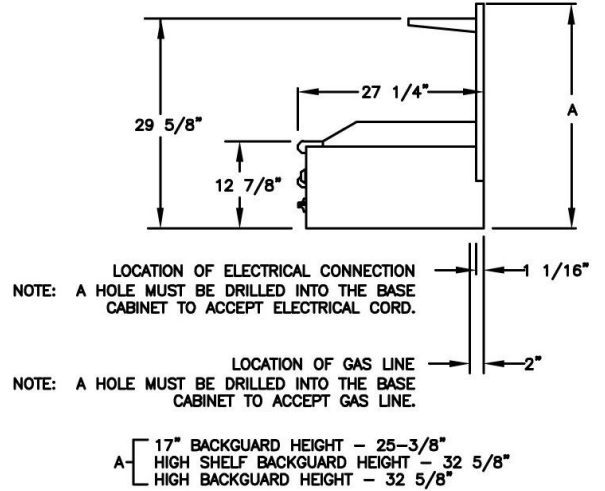 27 1/4"
A
29 5/8"
12 7/8"
LOCATION OF ELECTRICAL CONNECTION
1 1/16"
NOTE: A HOLE MUST BE DRILLED INTO THE BASE
CABINET TO ACCEPT ELECTRICAL CORD.
LOCATION OF GAS LINE
2"
NOTE: A HOLE MUST BE DRILLED INTO THE BASE
CABINET TO ACCEPT GAS LINE.
17" BACKGUARD HEIGHT – 25–3/8"
A- HIGH SHELF BACKGUARD HEIGHT – 32 5/8"
HIGH BACKGUARD HEIGHT – 32 5/8"